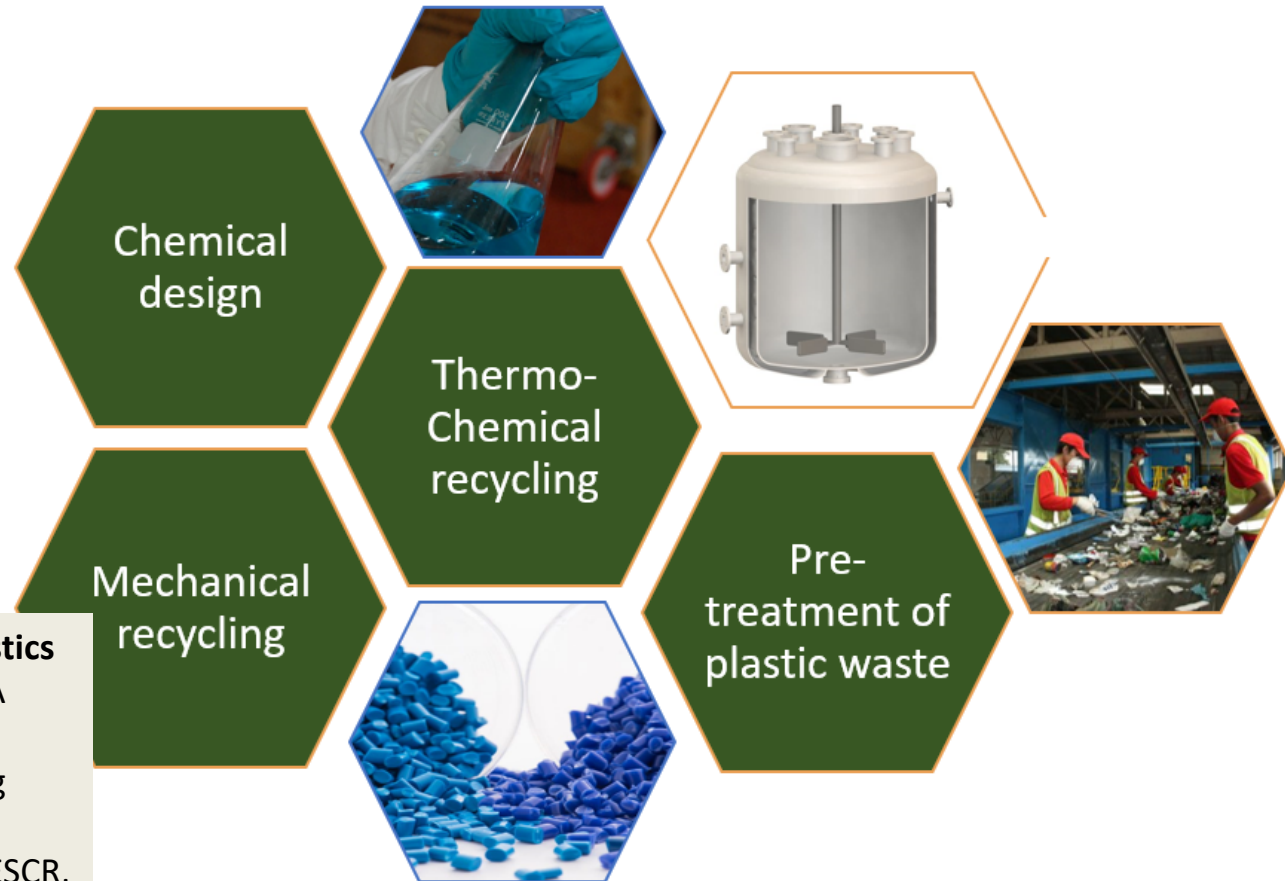 Chemical
design
Thermo-
Chemical
recycling
Mechanical
recycling
Pre-
treatment of
plastic waste